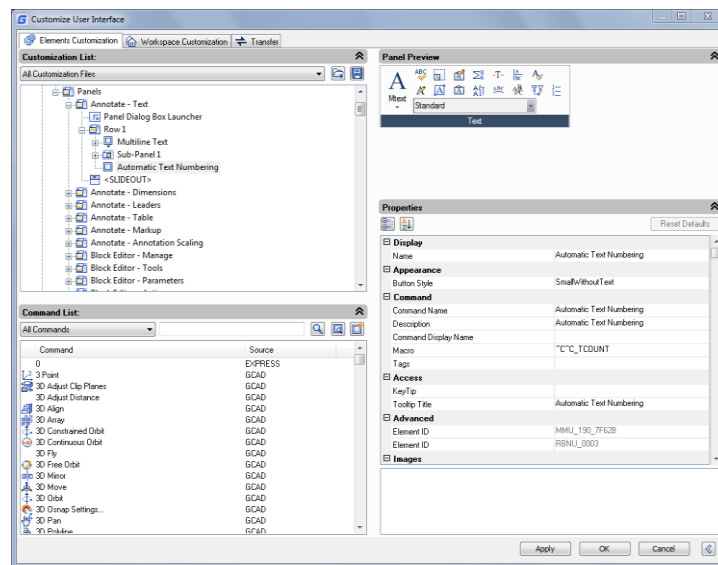 Customize User Interface
Elements Customization Workspace Customization Transfer
Customization List:
All Customization Files
Panels
Annotate - Text
Panel Dialog Box Launcher
Row 1
Multiline Text
Sub-Panel 1
Automatic Text Numbering
<SLIDEOUT>
Annotate - Dimensions
Annotate - Leaders
Annotate - Table
Annotate - Markup
Annotate - Annotation Scaling
Block Editor - Manage
Block Editor - Tools
Block Editor - Parameters
Command List:
All Commands
Command Source
0 EXPRESS
3 Point GCAD
3D Adjust Clip Planes GCAD
3D Adjust Distance GCAD
3D Align GCAD
3D Array GCAD
3D Constrained Orbit GCAD
3D Continuous Orbit GCAD
3D Fly GCAD
3D Free Orbit GCAD
3D Mirror GCAD
3D Move GCAD
3D Orbit GCAD
3D Osnap Settings... GCAD
3D Pan GCAD
3D Polyline GCAD
Panel Preview
Mtext
Standard
Text
Properties
Reset Defaults
Display
Name Automatic Text Numbering
Appearance
Button Style SmallWithoutText
Command
Command Name Automatic Text Numbering
Description Automatic Text Numbering
Command Display Name
Macro ^C^C_TCOUNT
Tags
Access
KeyTip
Tooltip Title Automatic Text Numbering
Advanced
Element ID MMU_190_7F62B
Element ID RBNU_0003
Images
Apply OK Cancel